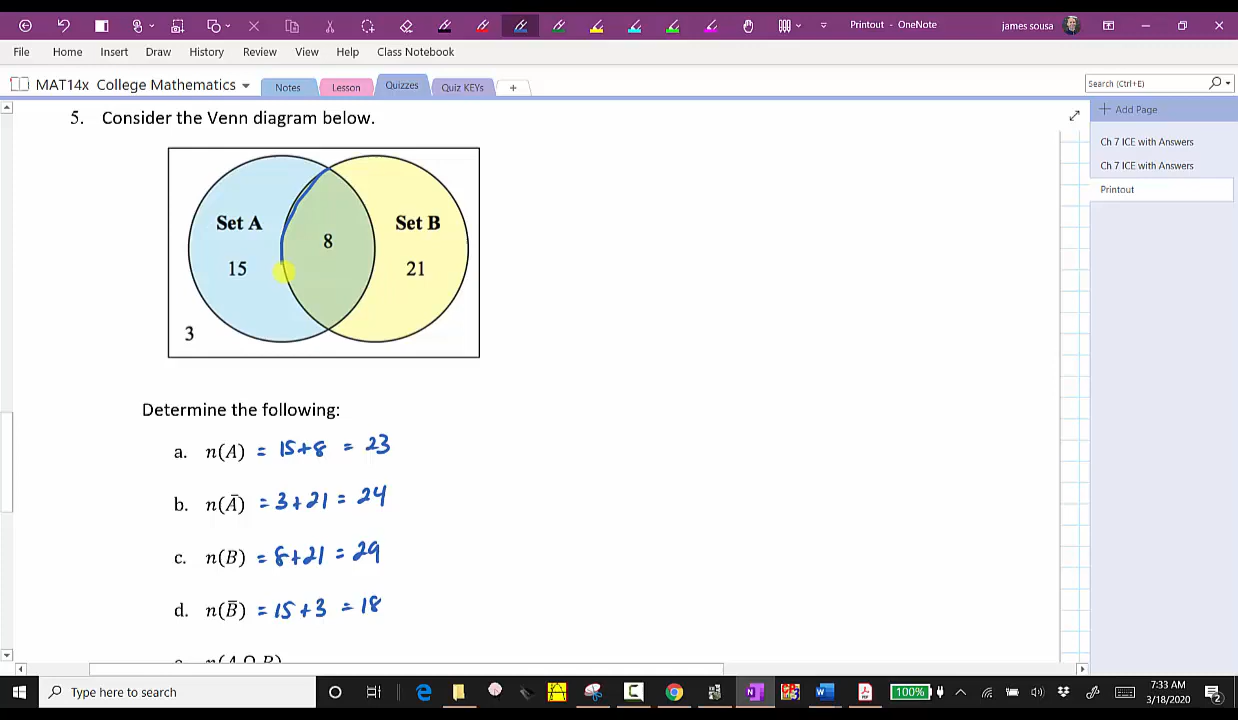 Printout - OneNote
james sousa
File Home Insert Draw History Review View Help Class Notebook
MAT14x College Mathematics Notes Lesson Quizzes Quiz KEYs +
Search (Ctrl+E)
Add Page
Ch 7 ICE with Answers
Ch 7 ICE with Answers
Printout
5. Consider the Venn diagram below.
Set A
Set B
8
15
21
3
Determine the following:
a. n(A) = 15+8 = 23
b. n(Ā) = 3+21 = 24
c. n(B) = 8+21 = 29
d. n(B̄) = 15+3 = 18
Type here to search
100%
7:33 AM
3/18/2020
2